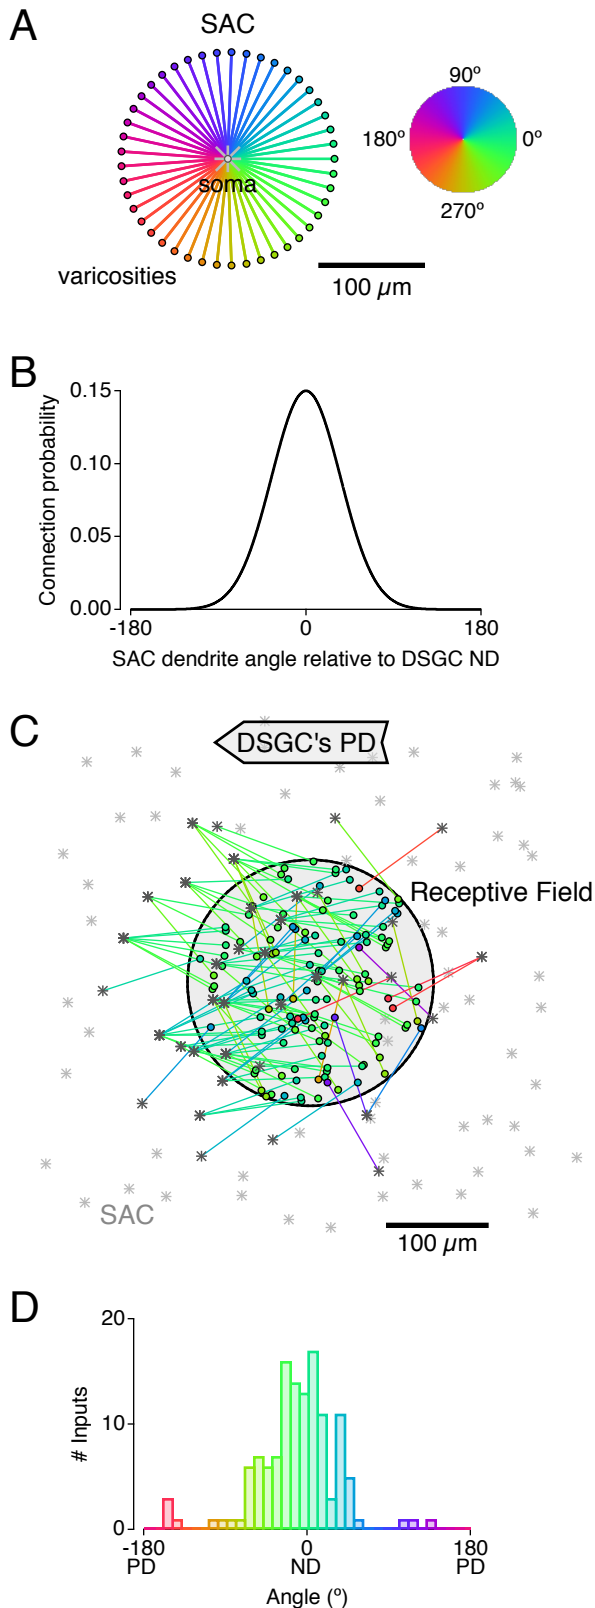 A
SAC
90º
180º
0º
soma
270º
varicosities
100 µm
B
Connection probability
0.15
0.10
0.05
0.00
-180
0
180
SAC dendrite angle relative to DSGC ND
C
DSGC's PD
Receptive Field
SAC
100 µm
D
# Inputs
20
10
0
-180
0
180
PD
ND
PD
Angle (º)